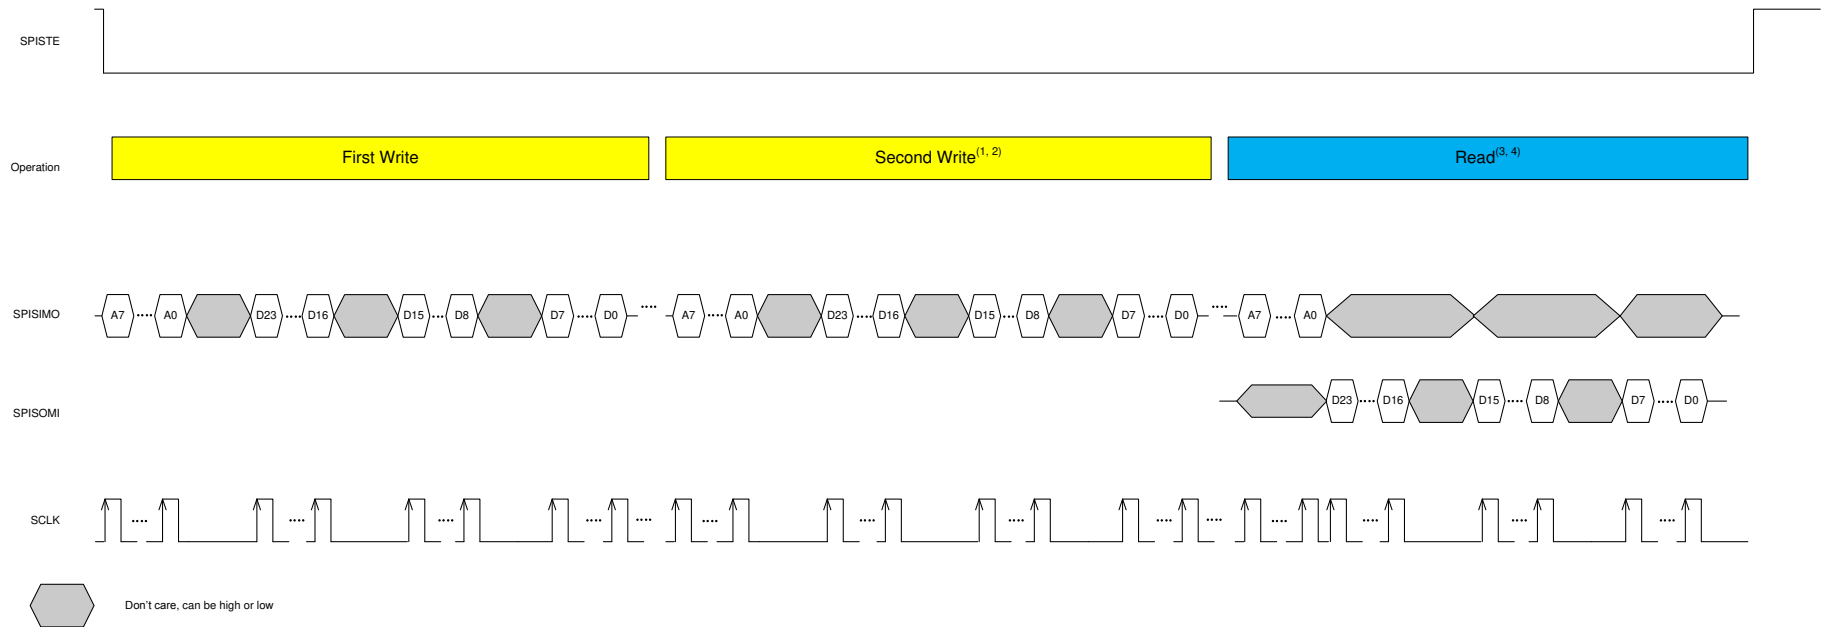 SPISTE
Operation First Write Second Write(1, 2) Read(3, 4)
SPISIMO A7 .... A0 D23 .... D16 D15 ... D8 D7 .... D0 .... A7 .... A0 D23 .... D16 D15 ... D8 D7 .... D0 .... A7 .... A0
SPISOMI D23 .... D16 D15 .... D8 D7 .... D0
SCLK .... .... .... .... .... .... .... .... .... .... .... .... .... ....
Don't care, can be high or low